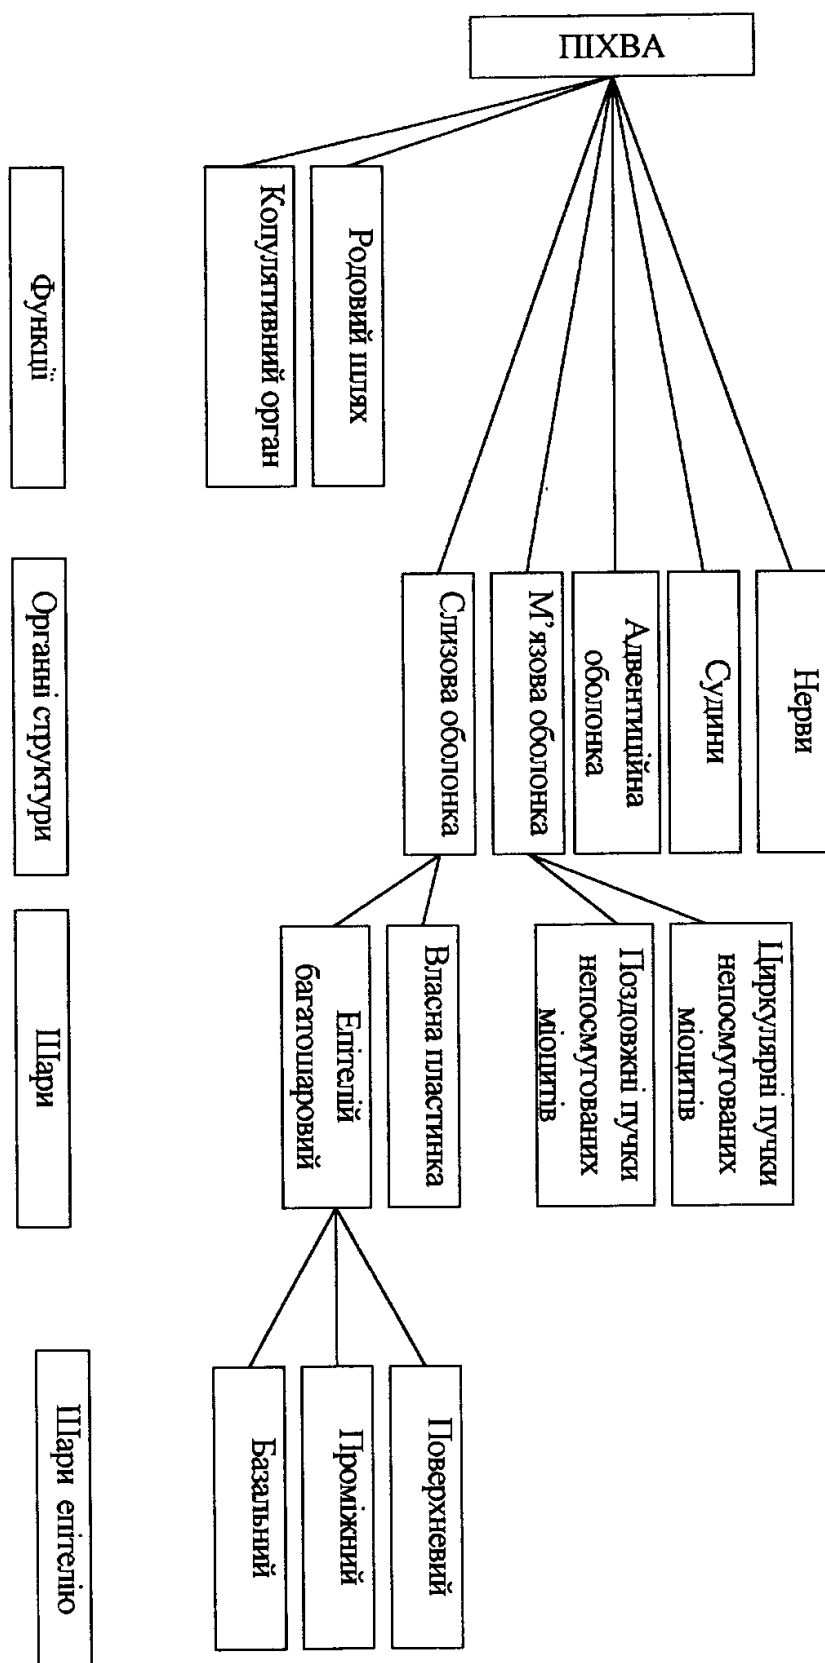 ПІХВА
Функції
Копулятивний орган
Родовий шлях
Органні структури
Слизова оболонка
М’язова оболонка
Адвентиційна
оболонка
Судини
Нерви
Шари
Епітелій
багатошаровий
Власна пластинка
Поздовжні пучки
непосмугованих
міоцитів
Циркулярні пучки
непосмугованих
міоцитів
Шари епітелію
Базальний
Проміжний
Поверхневий